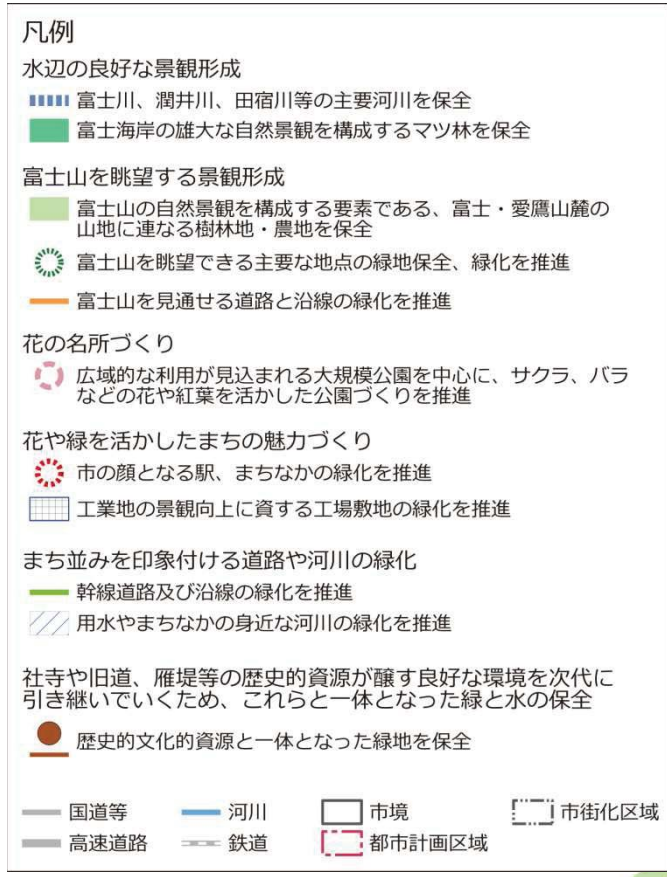 凡例
水辺の良好な景観形成
富士川、潤井川、田宿川等の主要河川を保全
富士海岸の雄大な自然景観を構成するマツ林を保全
富士山を眺望する景観形成
富士山の自然景観を構成する要素である、富士・愛鷹山麓の
山地に連なる樹林地・農地を保全
富士山を眺望できる主要な地点の緑地保全、緑化を推進
富士山を見通せる道路と沿線の緑化を推進
花の名所づくり
広域的な利用が見込まれる大規模公園を中心に、サクラ、バラ
などの花や紅葉を活かした公園づくりを推進
花や緑を活かしたまちの魅力づくり
市の顔となる駅、まちなかの緑化を推進
工業地の景観向上に資する工場敷地の緑化を推進
まち並みを印象付ける道路や河川の緑化
幹線道路及び沿線の緑化を推進
用水やまちなかの身近な河川の緑化を推進
社寺や旧道、雁堤等の歴史的資源が醸す良好な環境を次代に
引き継いでいくため、これらと一体となった緑と水の保全
歴史的文化的資源と一体となった緑地を保全
国道等 河川 市境 市街化区域
高速道路 鉄道 都市計画区域